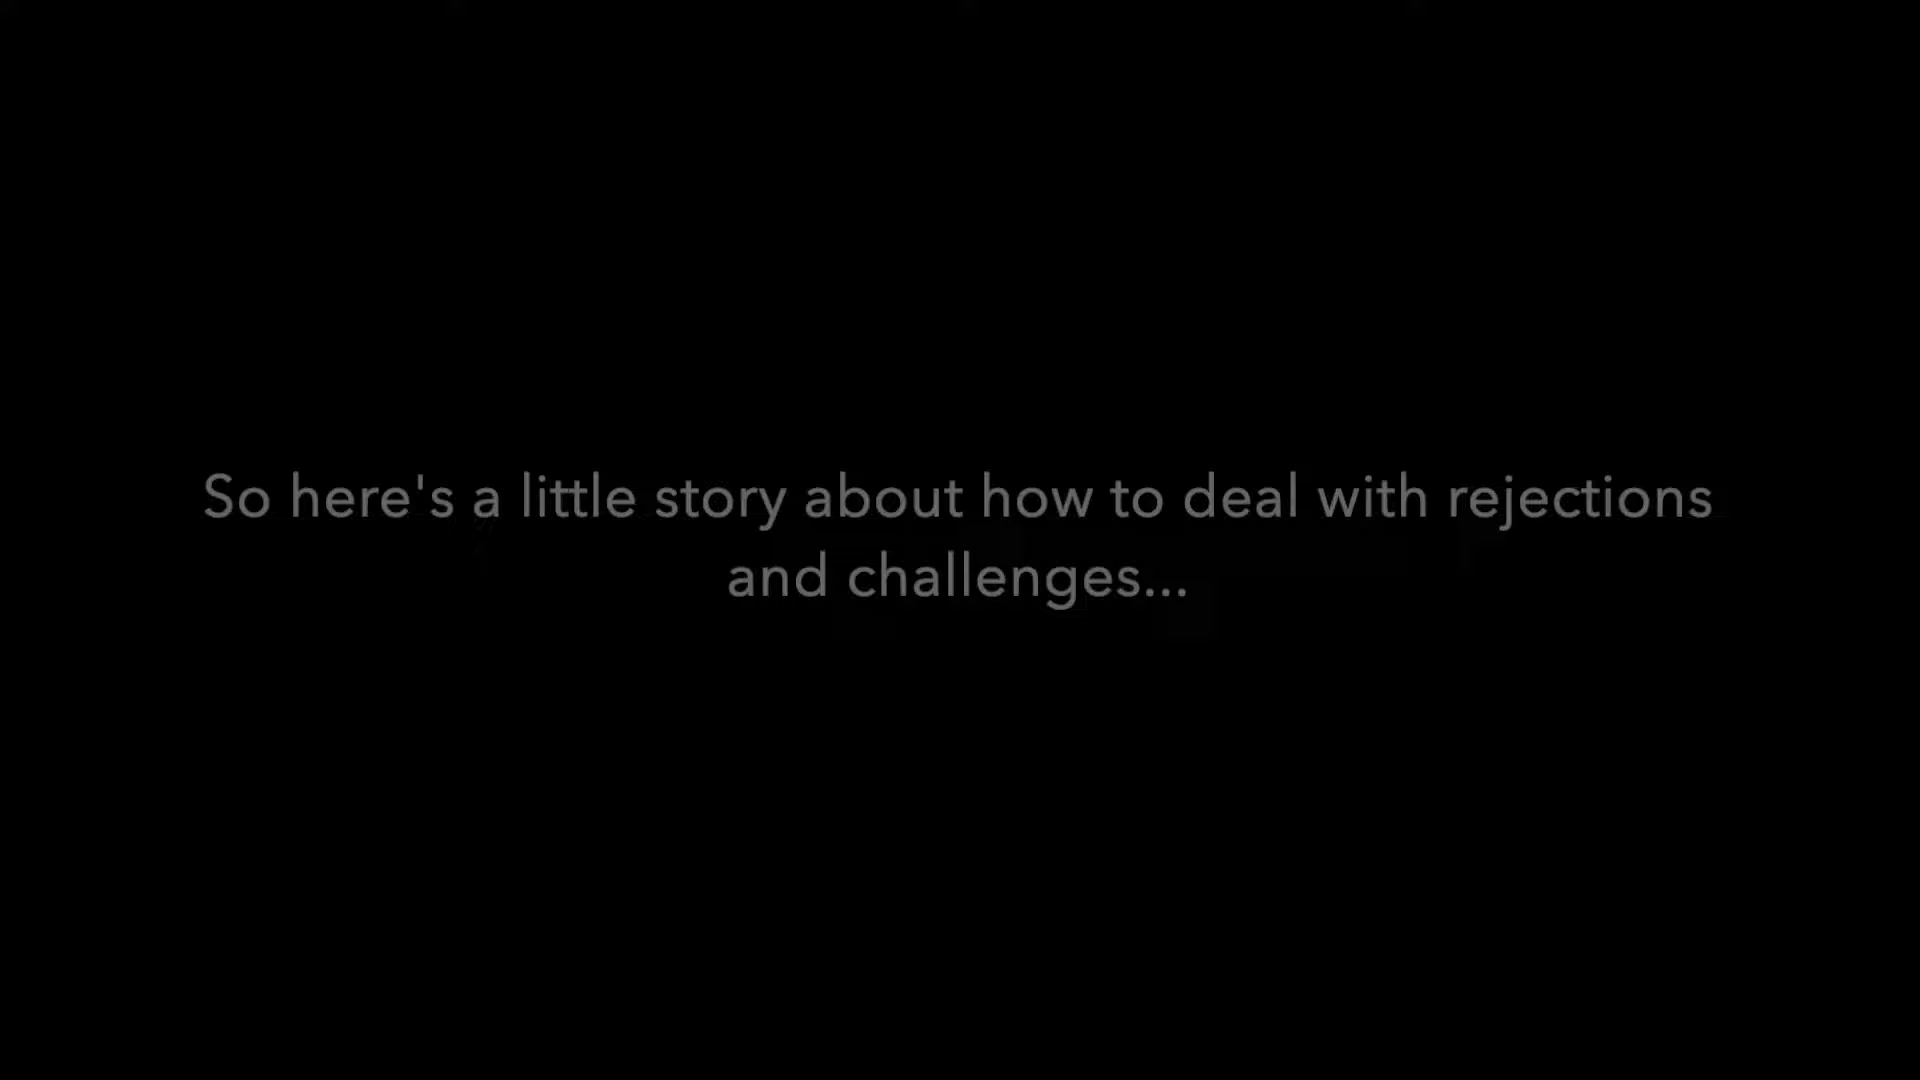 So here's a little story about how to deal with rejections
and challenges...